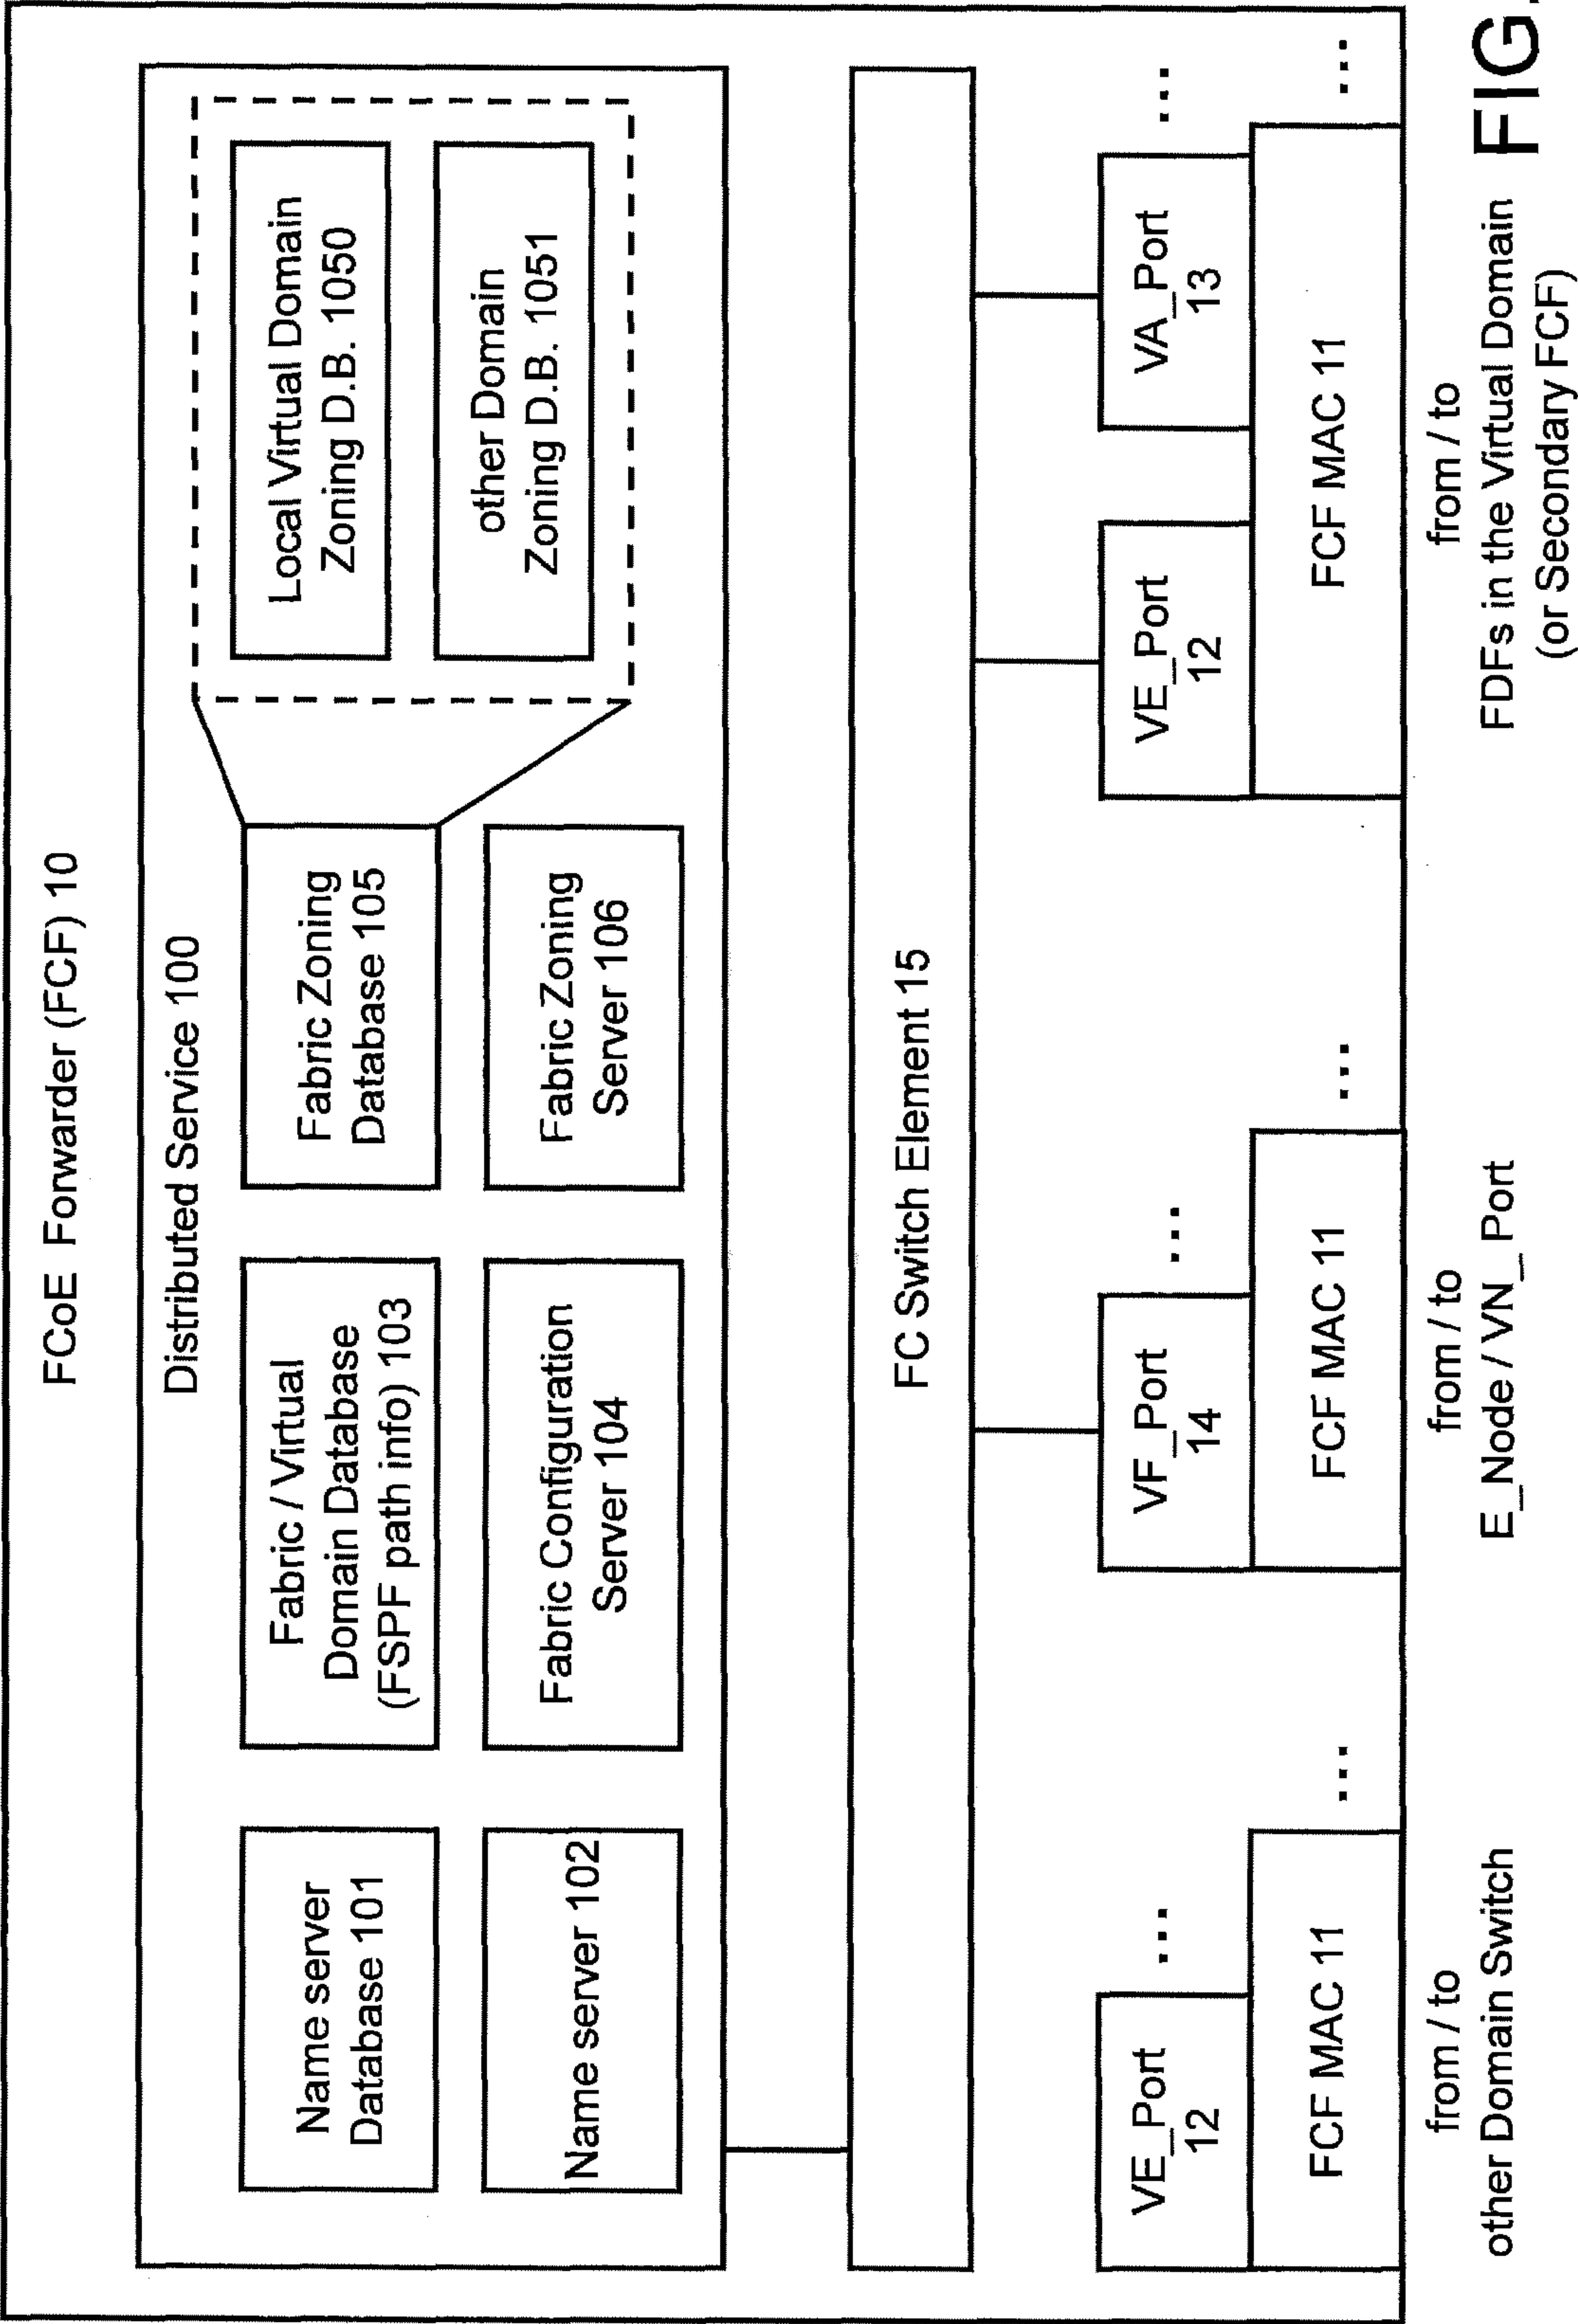 FCoE Forwarder (FCF) 10
Distributed Service 100
Name server
Database 101
Fabric / Virtual
Domain Database
(FSPF path info) 103
Fabric Zoning
Database 105
Local Virtual Domain
Zoning D.B. 1050
other Domain
Zoning D.B. 1051
Name server 102
Fabric Configuration
Server 104
Fabric Zoning
Server 106
FC Switch Element 15
VE_Port
12
...
VF_Port
14
...
VE_Port
12
VA_Port
13
...
FCF MAC 11
...
FCF MAC 11
...
FCF MAC 11
...
from / to
other Domain Switch
from / to
E_Node / VN_Port
from / to
FDFs in the Virtual Domain
(or Secondary FCF)
FIG.